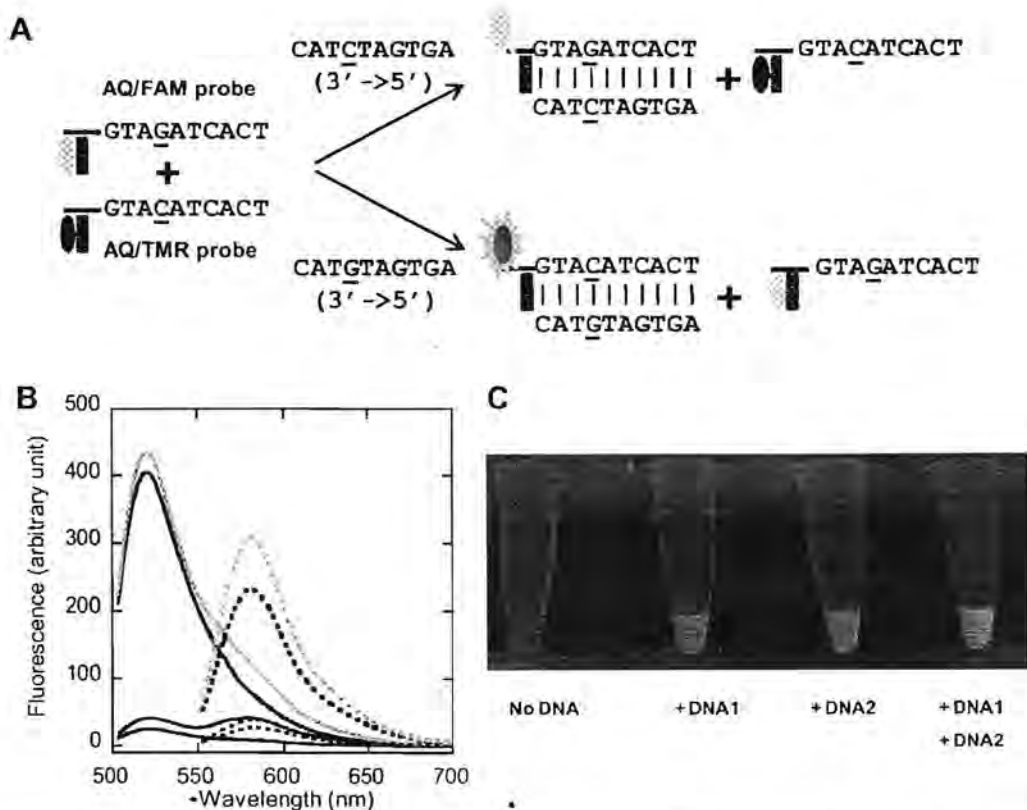 A
CATCTAGTGA
(3'->5')
GTAGATCACT
+
GTACATCACT
CATCTAGTGA
AQ/FAM probe
GTAGATCACT
+
GTACATCACT
AQ/TMR probe
CATGTAGTGA
(3'->5')
GTACATCACT
+
GTAGATCACT
CATGTAGTGA
B
500
400
300
200
100
0
Fluorescence (arbitrary unit)
500 550 600 650 700
Wavelength (nm)
C
No DNA
+DNA1
+DNA2
+DNA1
+DNA2